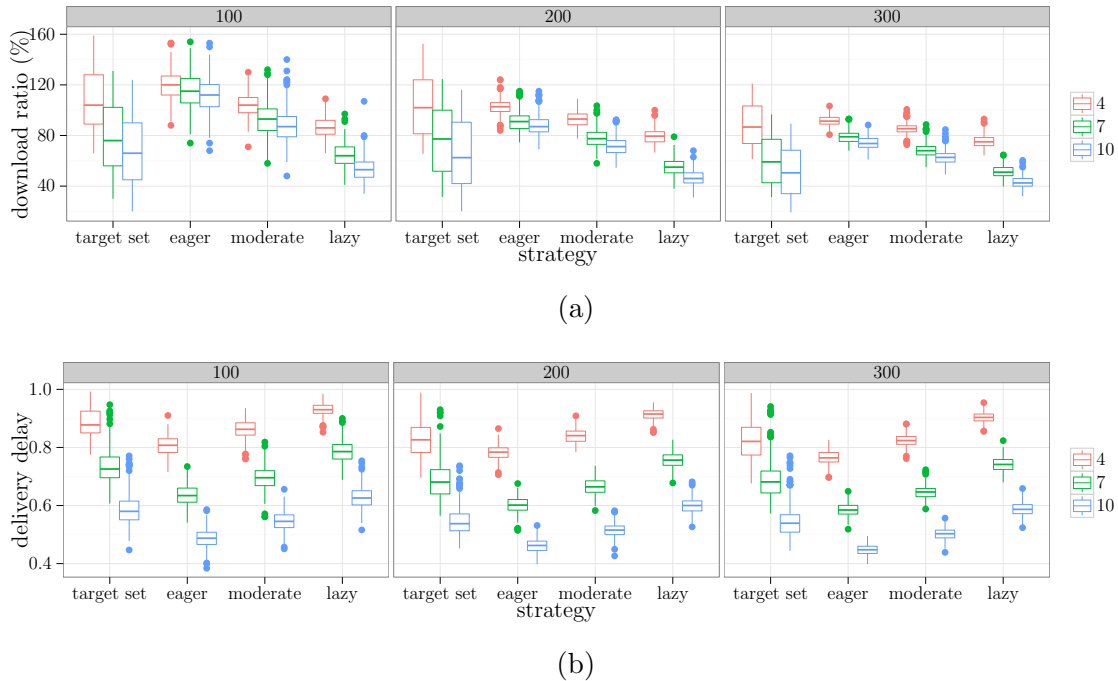 100 200 300
download ratio (%)
160
120
80
40
target set eager moderate lazy target set eager moderate lazy target set eager moderate lazy
strategy
4
7
10
(a)
100 200 300
delivery delay
1.0
0.8
0.6
0.4
target set eager moderate lazy target set eager moderate lazy target set eager moderate lazy
strategy
4
7
10
(b)